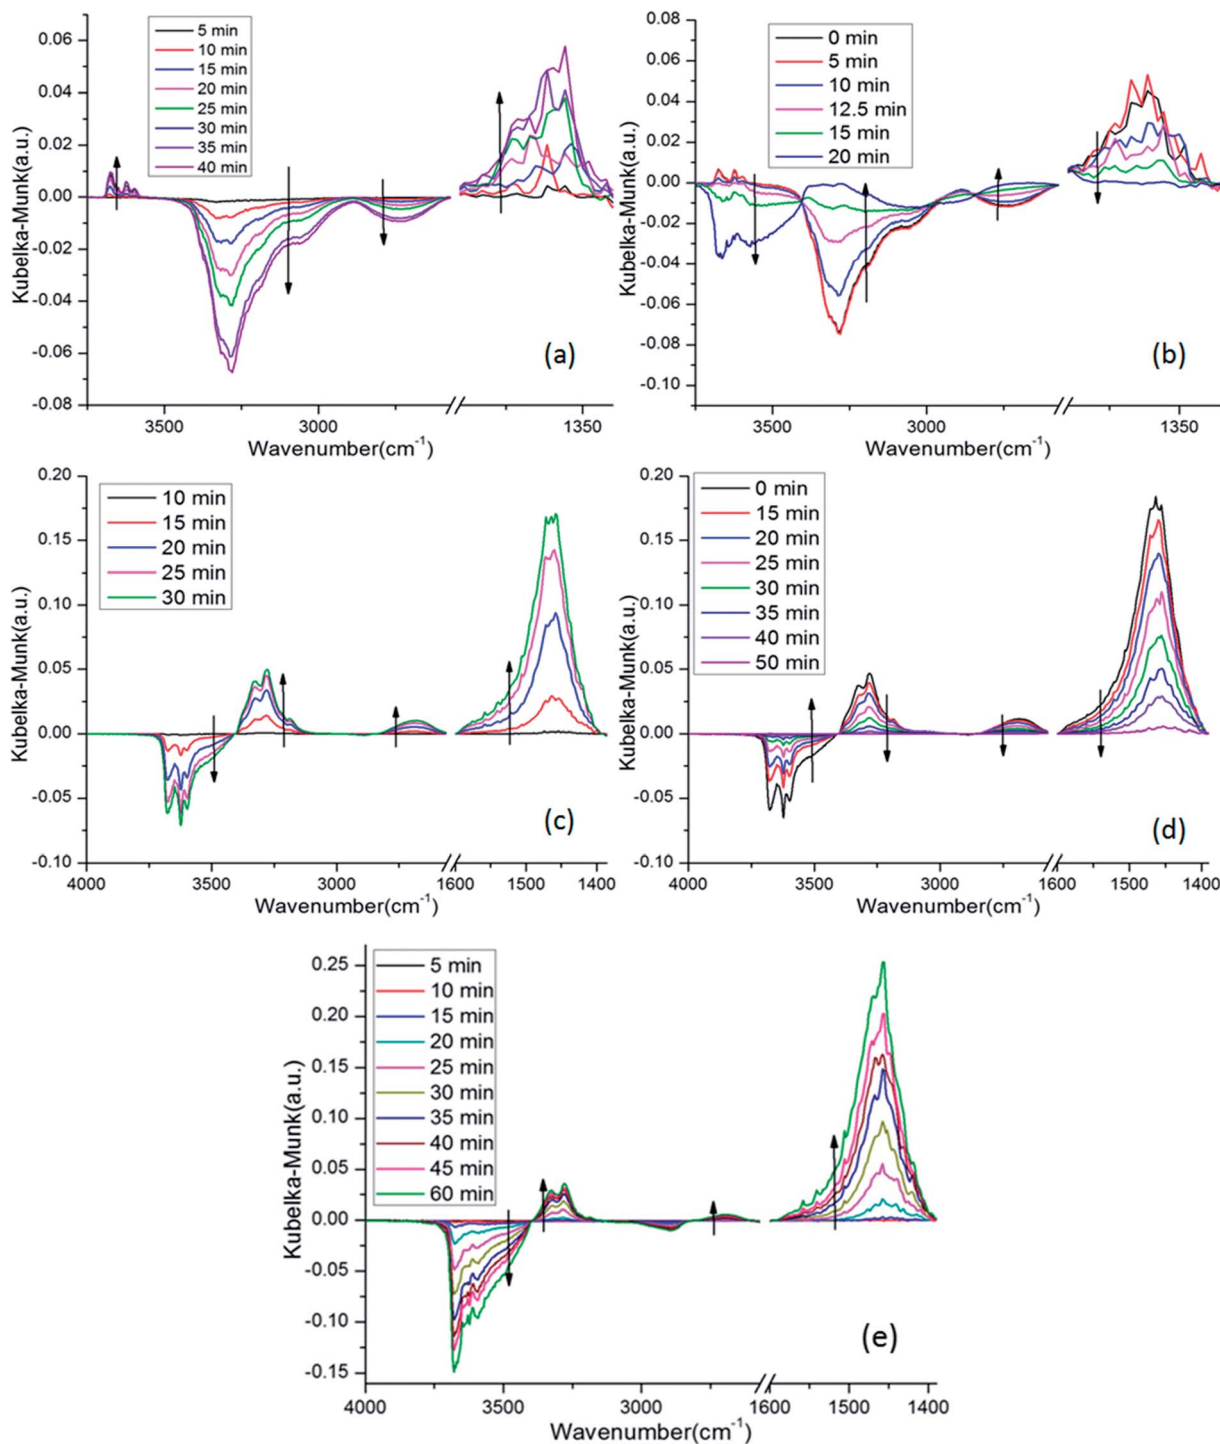 5 min
10 min
15 min
20 min
25 min
30 min
35 min
40 min
0.06
0.04
0.02
0.00
-0.02
-0.04
-0.06
-0.08
Kubelka-Munk(a.u.)
(a)
3500
3000
1350
Wavenumber(cm-1)
0 min
5 min
10 min
12.5 min
15 min
20 min
0.08
0.06
0.04
0.02
0.00
-0.02
-0.04
-0.06
-0.08
-0.10
Kubelka-Munk(a.u.)
(b)
3500
3000
1350
Wavenumber(cm-1)
10 min
15 min
20 min
25 min
30 min
0.20
0.15
0.10
0.05
0.00
-0.05
-0.10
Kubelka-Munk(a.u.)
(c)
4000
3500
3000
1600
1500
1400
Wavenumber(cm-1)
0 min
15 min
20 min
25 min
30 min
35 min
40 min
50 min
0.20
0.15
0.10
0.05
0.00
-0.05
-0.10
Kubelka-Munk(a.u.)
(d)
4000
3500
3000
1600
1500
1400
Wavenumber(cm-1)
5 min
10 min
15 min
20 min
25 min
30 min
35 min
40 min
45 min
60 min
0.25
0.20
0.15
0.10
0.05
0.00
-0.05
-0.10
-0.15
Kubelka-Munk(a.u.)
(e)
4000
3500
3000
1600
1500
1400
Wavenumber(cm-1)